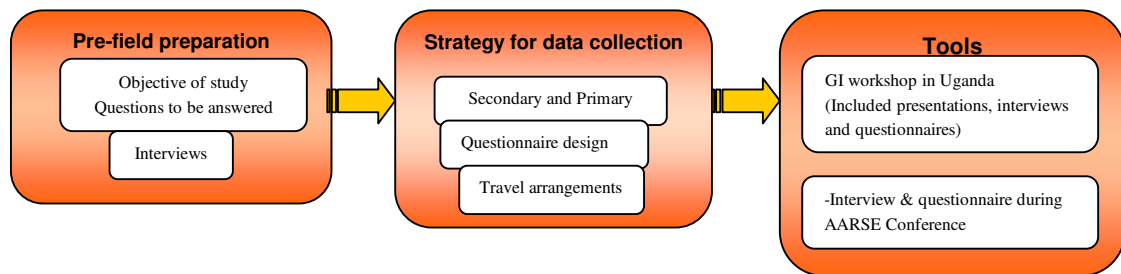 Pre-field preparation
Objective of study
Questions to be answered
Interviews
Strategy for data collection
Secondary and Primary
Questionnaire design
Travel arrangements
Tools
GI workshop in Uganda
(Included presentations, interviews
and questionnaires)
-Interview & questionnaire during
AARSE Conference